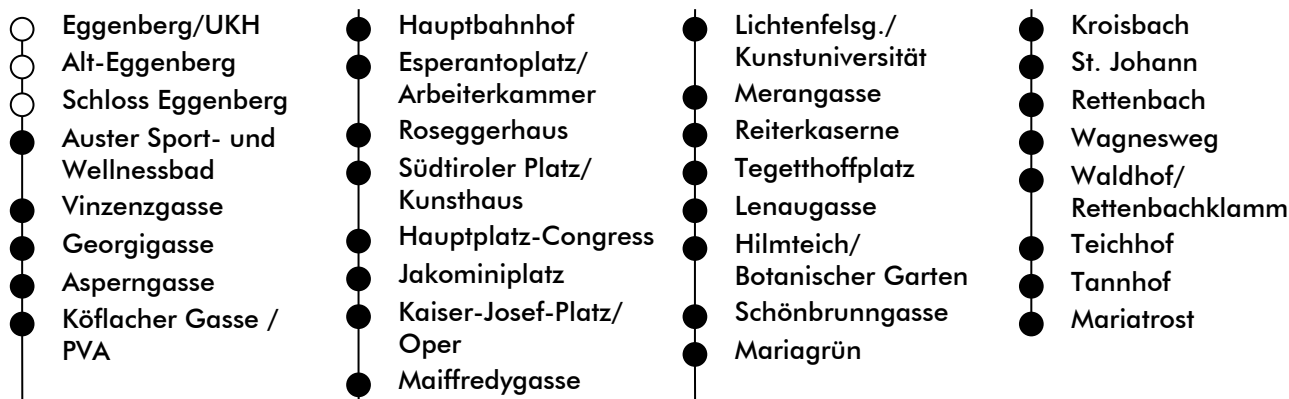 Eggenberg/UKH
Alt-Eggenberg
Schloss Eggenberg
Auster Sport- und
Wellnessbad
Vinzenzgasse
Georgigasse
Asperngasse
Köflacher Gasse /
PVA
Hauptbahnhof
Esperantoplatz/
Arbeiterkammer
Roseggerhaus
Südtiroler Platz/
Kunsthaus
Hauptplatz-Congress
Jakominiplatz
Kaiser-Josef-Platz/
Oper
Maiffredygasse
Lichtenfelsg./
Kunstuniversität
Merangasse
Reiterkaserne
Tegetthoffplatz
Lenaugasse
Hilmteich/
Botanischer Garten
Schönbrunngasse
Mariagrün
Kroisbach
St. Johann
Rettenbach
Wagnesweg
Waldhof/
Rettenbachklamm
Teichhof
Tannhof
Mariatrost